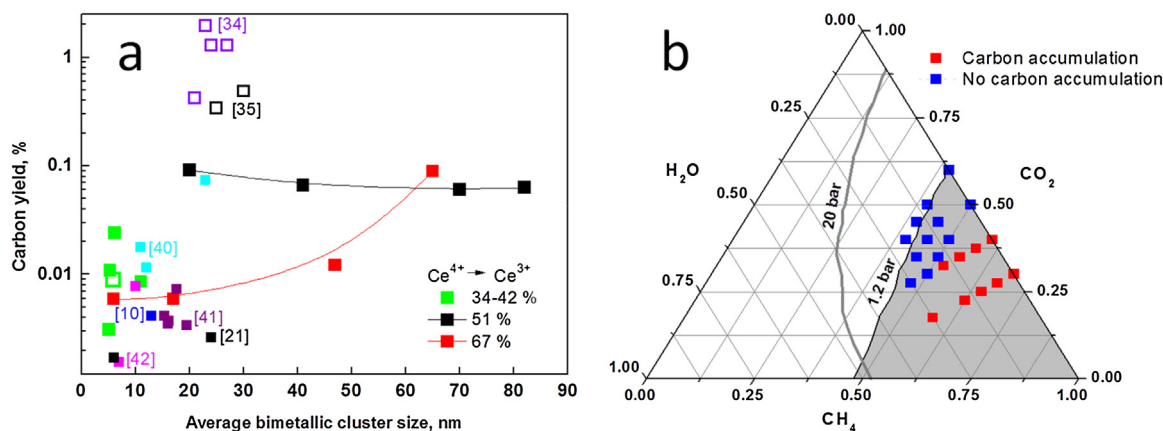 a
Carbon yield, %
1
0.1
0.01
[34]
[35]
[40]
[10]
[41]
[21]
[42]
Ce4+ → Ce3+
34-42 %
51 %
67 %
0 10 20 30 40 50 60 70 80 90
Average bimetallic cluster size, nm
b
Carbon accumulation
No carbon accumulation
0.00
1.00
0.25
0.75
H2O
CO2
0.50
0.50
20 bar
1.2 bar
0.75
0.25
1.00
0.00
0.00
0.25
0.50
0.75
1.00
CH4